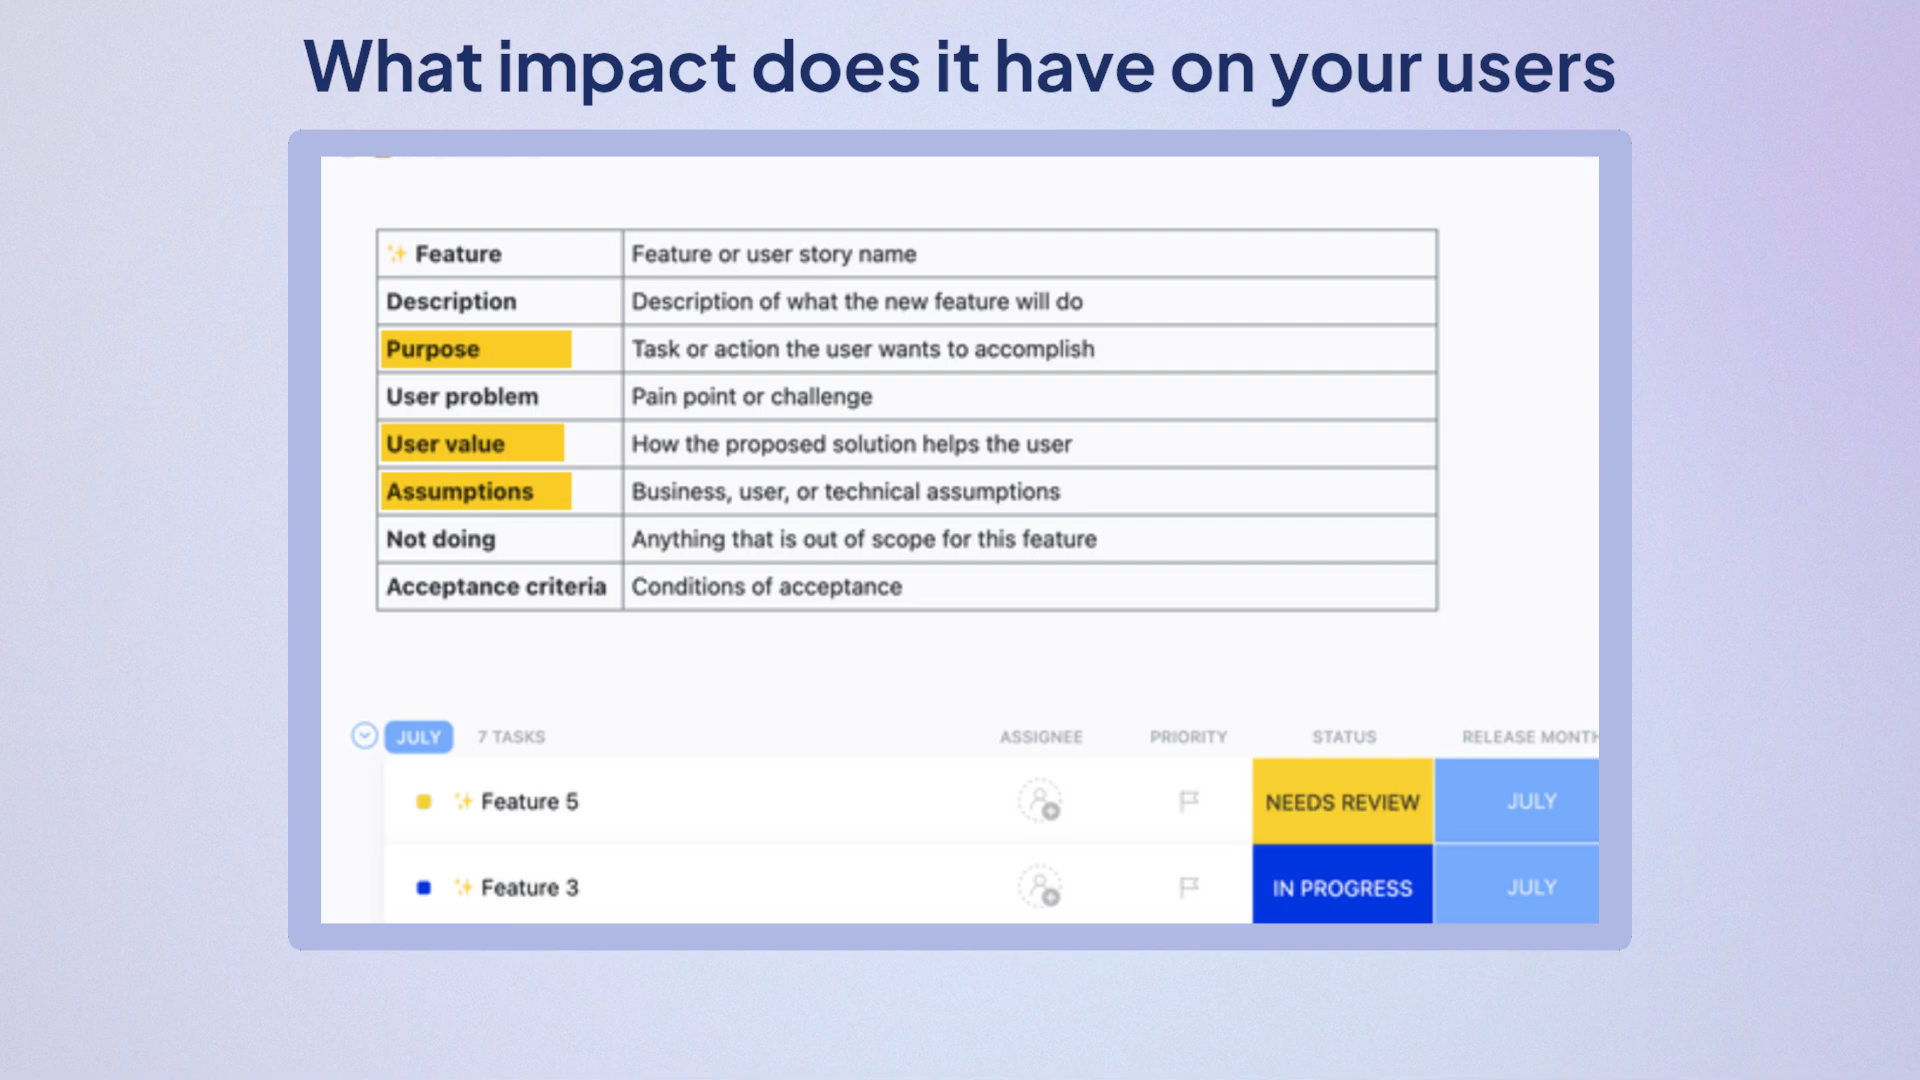 What impact does it have on your users
✨ Feature Feature or user story name
Description Description of what the new feature will do
Purpose Task or action the user wants to accomplish
User problem Pain point or challenge
User value How the proposed solution helps the user
Assumptions Business, user, or technical assumptions
Not doing Anything that is out of scope for this feature
Acceptance criteria Conditions of acceptance
JULY 7 TASKS ASSIGNEE PRIORITY STATUS RELEASE MONTH
✨ Feature 5 NEEDS REVIEW JULY
✨ Feature 3 IN PROGRESS JULY